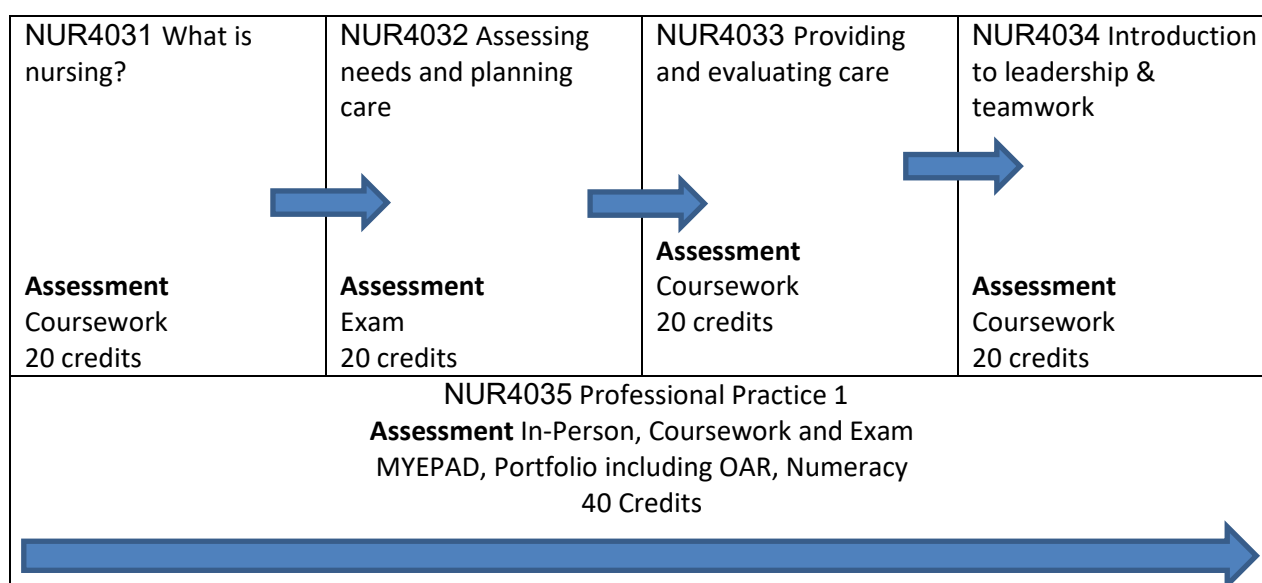 NUR4031 What is
nursing?
Assessment
Coursework
20 credits
NUR4032 Assessing
needs and planning
care
Assessment
Exam
20 credits
NUR4033 Providing
and evaluating care
Assessment
Coursework
20 credits
NUR4034 Introduction
to leadership &
teamwork
Assessment
Coursework
20 credits
NUR4035 Professional Practice 1
Assessment In-Person, Coursework and Exam
MYEPAD, Portfolio including OAR, Numeracy
40 Credits